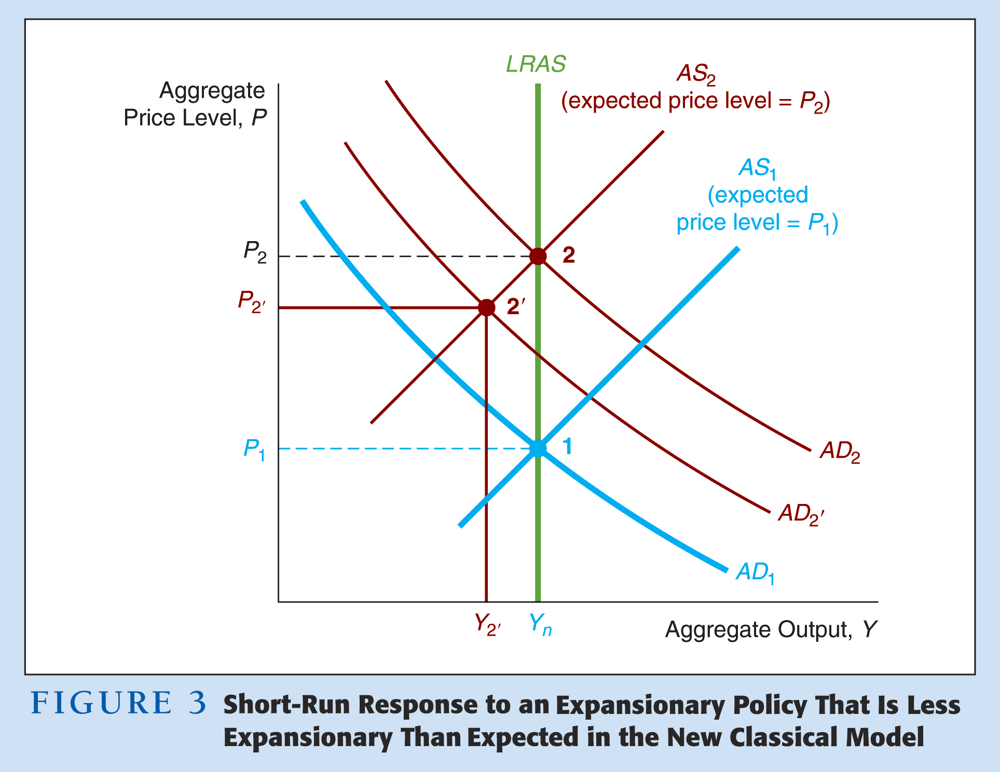 LRAS
AS2
(expected price level = P2)
Aggregate
Price Level, P
AS1
(expected
price level = P1)
P2
2
P2′
2′
P1
1
AD2
AD2′
AD1
Y2′
Yn
Aggregate Output, Y
FIGURE 3 Short-Run Response to an Expansionary Policy That Is Less
Expansionary Than Expected in the New Classical Model